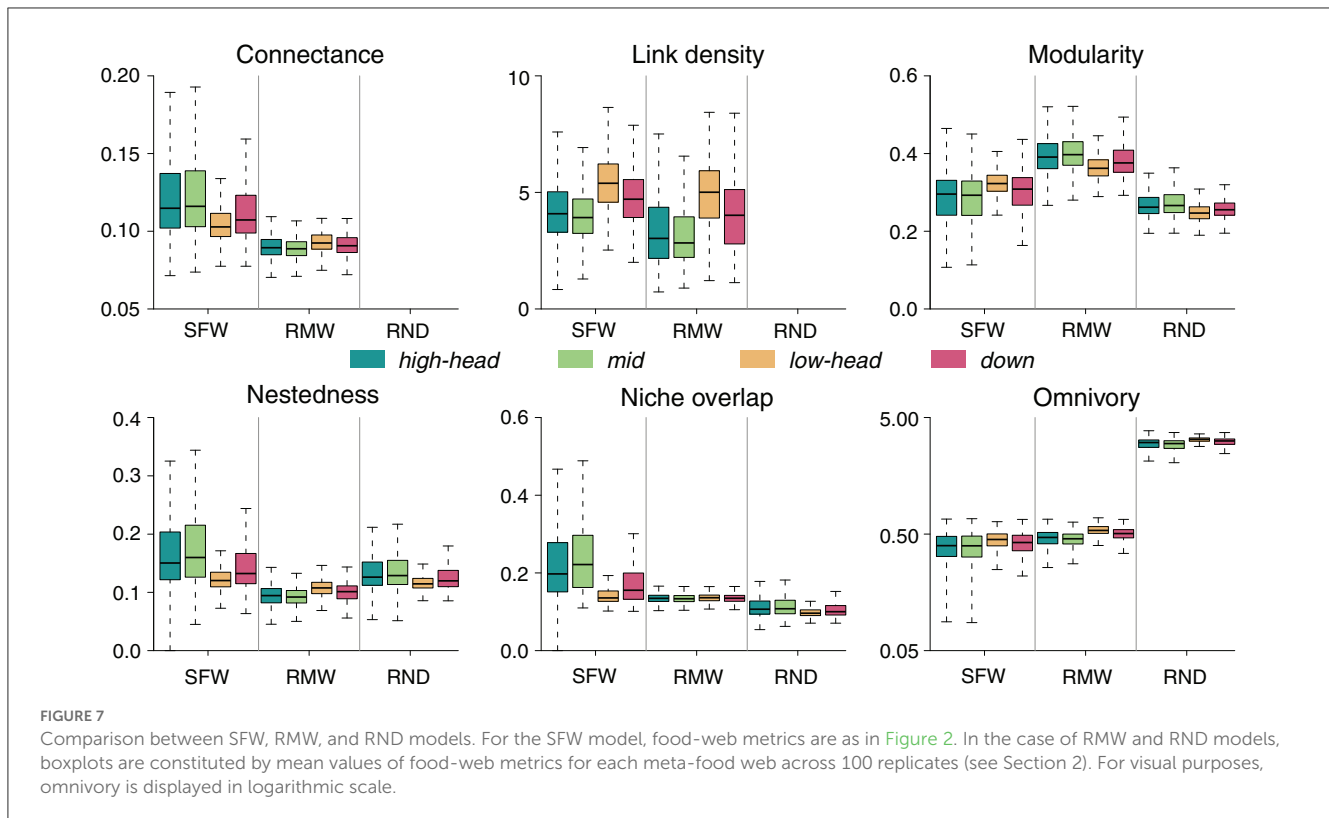 Connectance
Link density
Modularity
0.20
0.15
0.10
0.05
10
5
0
0.6
0.4
0.2
0.0
SFW RMW RND
SFW RMW RND
SFW RMW RND
high-head mid low-head down
Nestedness
Niche overlap
Omnivory
0.4
0.3
0.2
0.1
0.0
0.6
0.4
0.2
0.0
5.00
0.50
0.05
SFW RMW RND
SFW RMW RND
SFW RMW RND
FIGURE 7
Comparison between SFW, RMW, and RND models. For the SFW model, food-web metrics are as in Figure 2. In the case of RMW and RND models,
boxplots are constituted by mean values of food-web metrics for each meta-food web across 100 replicates (see Section 2). For visual purposes,
omnivory is displayed in logarithmic scale.